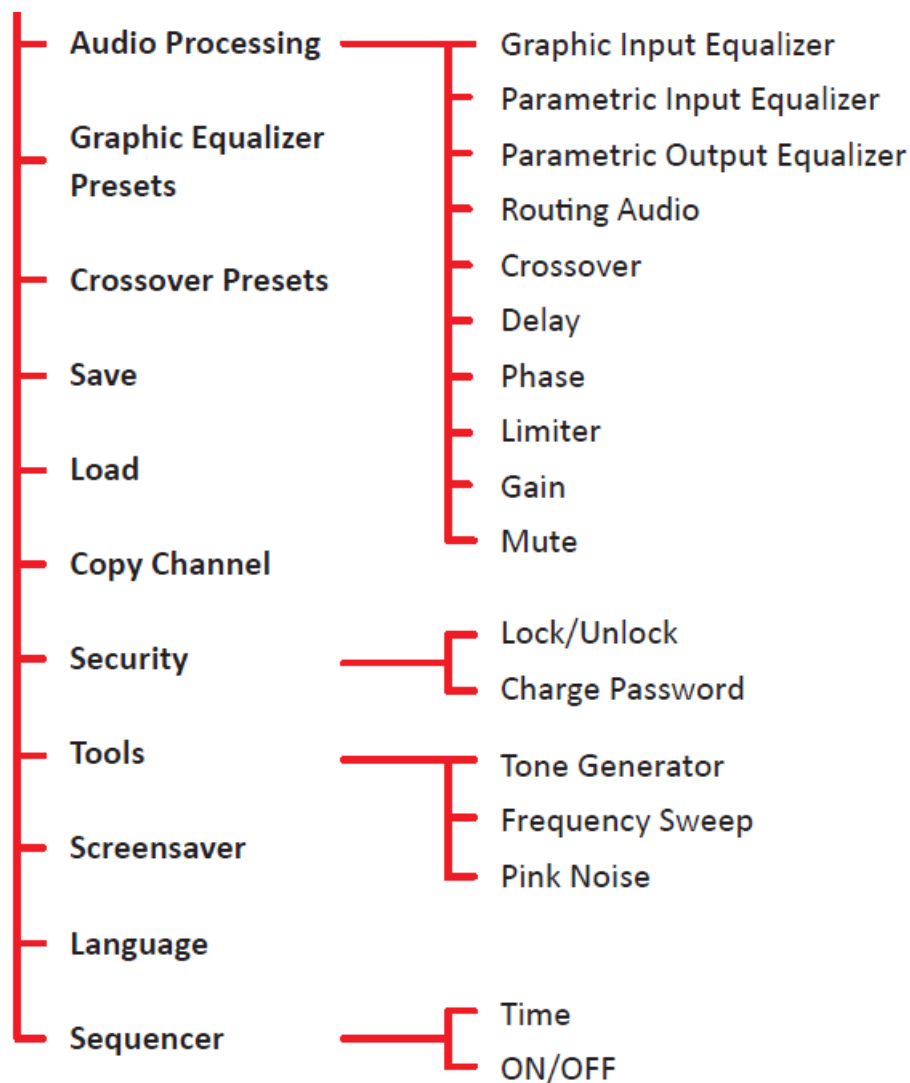 Audio Processing
Graphic Input Equalizer
Parametric Input Equalizer
Parametric Output Equalizer
Routing Audio
Crossover
Delay
Phase
Limiter
Gain
Mute
Graphic Equalizer
Presets
Crossover Presets
Save
Load
Copy Channel
Security
Lock/Unlock
Charge Password
Tools
Tone Generator
Frequency Sweep
Pink Noise
Screensaver
Language
Sequencer
Time
ON/OFF